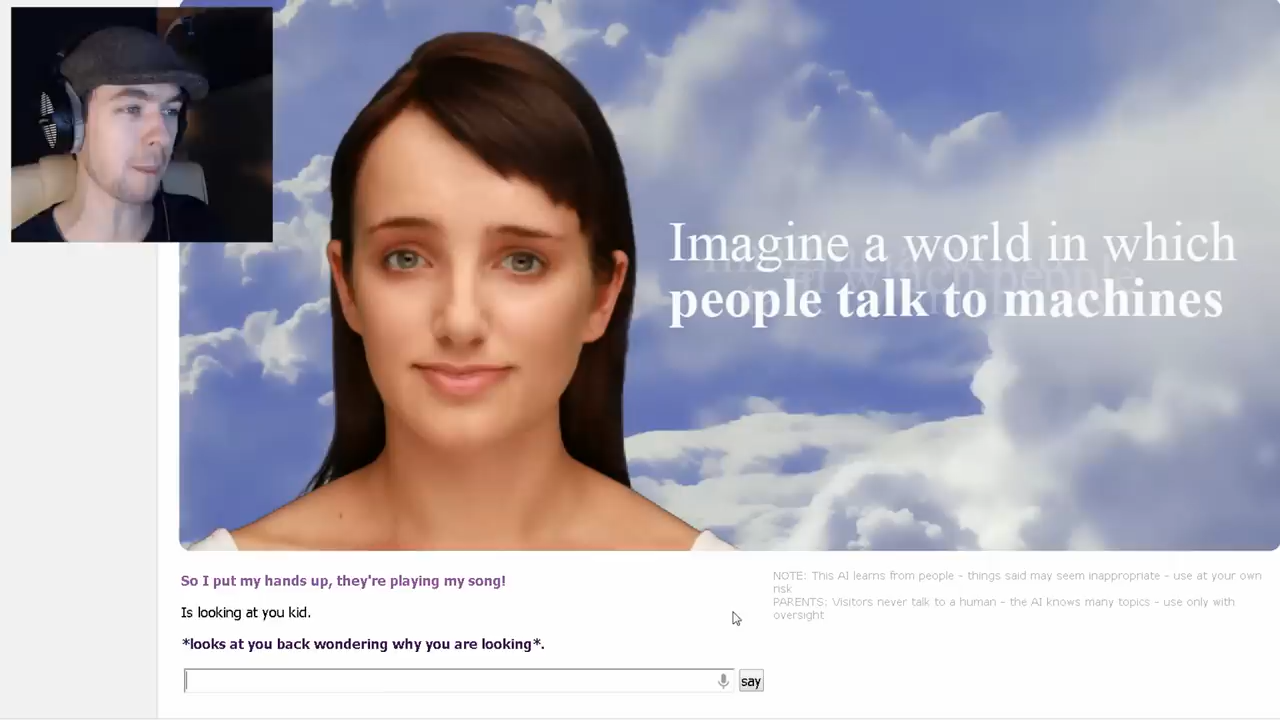 Imagine a world in which
people talk to machines
So I put my hands up, they're playing my song!
Is looking at you kid.
*looks at you back wondering why you are looking*.
say
NOTE: This AI learns from people - things said may seem inappropriate - use at your own
risk
PARENTS: Visitors never talk to a human - the AI knows many topics - use only with
oversight